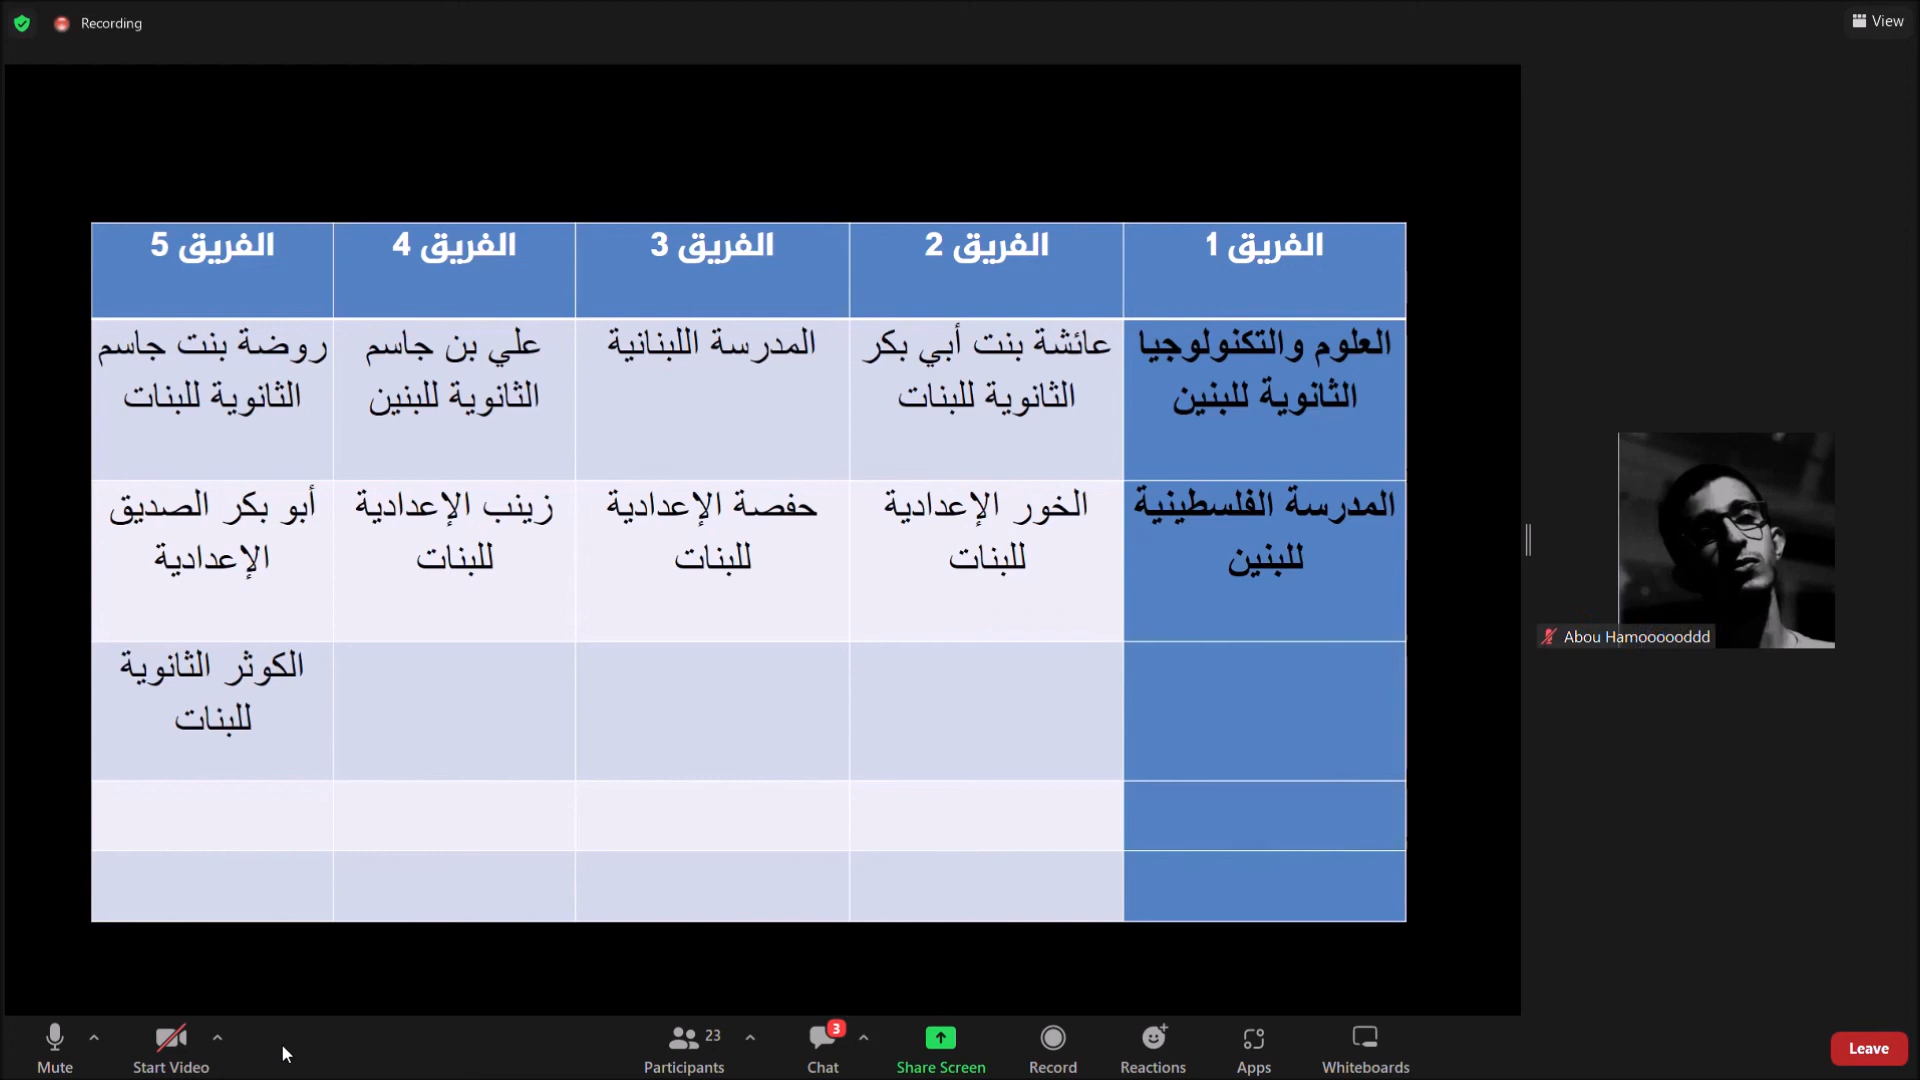 Recording
View
الفريق 1
الفريق 2
الفريق 3
الفريق 4
الفريق 5
العلوم والتكنولوجيا
الثانوية للبنين
عائشة بنت أبي بكر
الثانوية للبنات
المدرسة اللبنانية
علي بن جاسم
الثانوية للبنين
روضة بنت جاسم
الثانوية للبنات
المدرسة الفلسطينية
للبنين
الخور الإعدادية
للبنات
حفصة الإعدادية
للبنات
زينب الإعدادية
للبنات
أبو بكر الصديق
الإعدادية
الكوثر الثانوية
للبنات
Abou Hamoooooddd
Mute
Start Video
23
Participants
3
Chat
Share Screen
Record
Reactions
Apps
Whiteboards
Leave